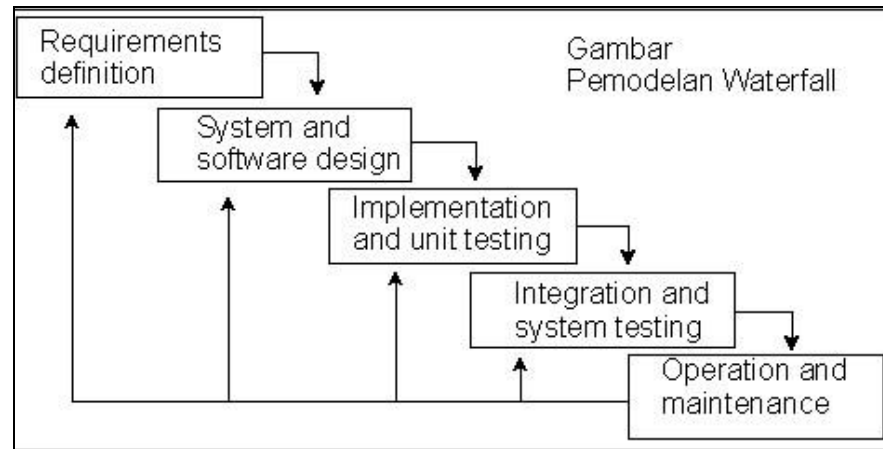 Requirements
definition
Gambar
Pemodelan Waterfall
System and
software design
Implementation
and unit testing
Integration and
system testing
Operation and
maintenance